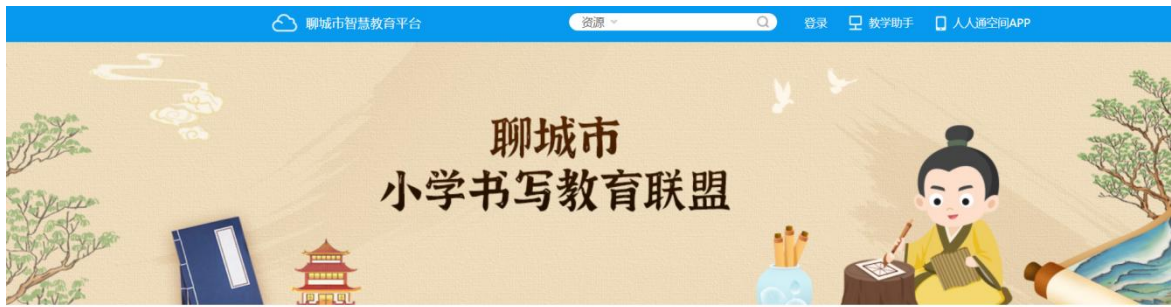 聊城市智慧教育平台
资源
登录
教学助手
人人通空间APP
聊城市
小学书写教育联盟